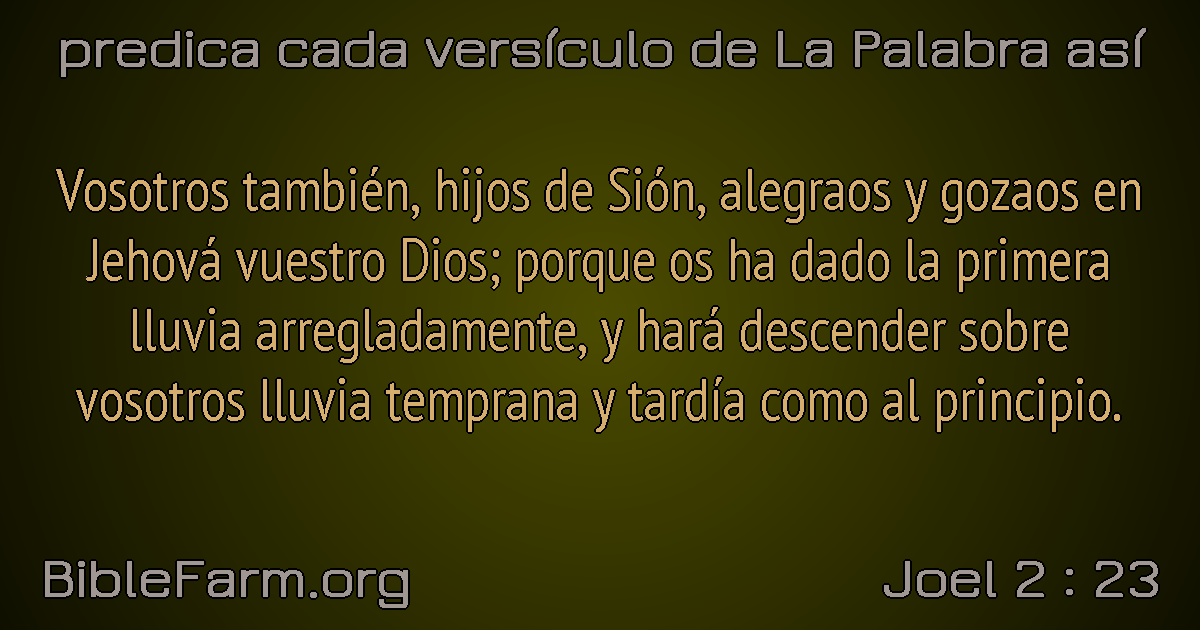 predica cada versículo de La Palabra así
Vosotros también, hijos de Sión, alegraos y gozaos en
Jehová vuestro Dios; porque os ha dado la primera
lluvia arregladamente, y hará descender sobre
vosotros lluvia temprana y tardía como al principio.
BibleFarm.org
Joel 2 : 23